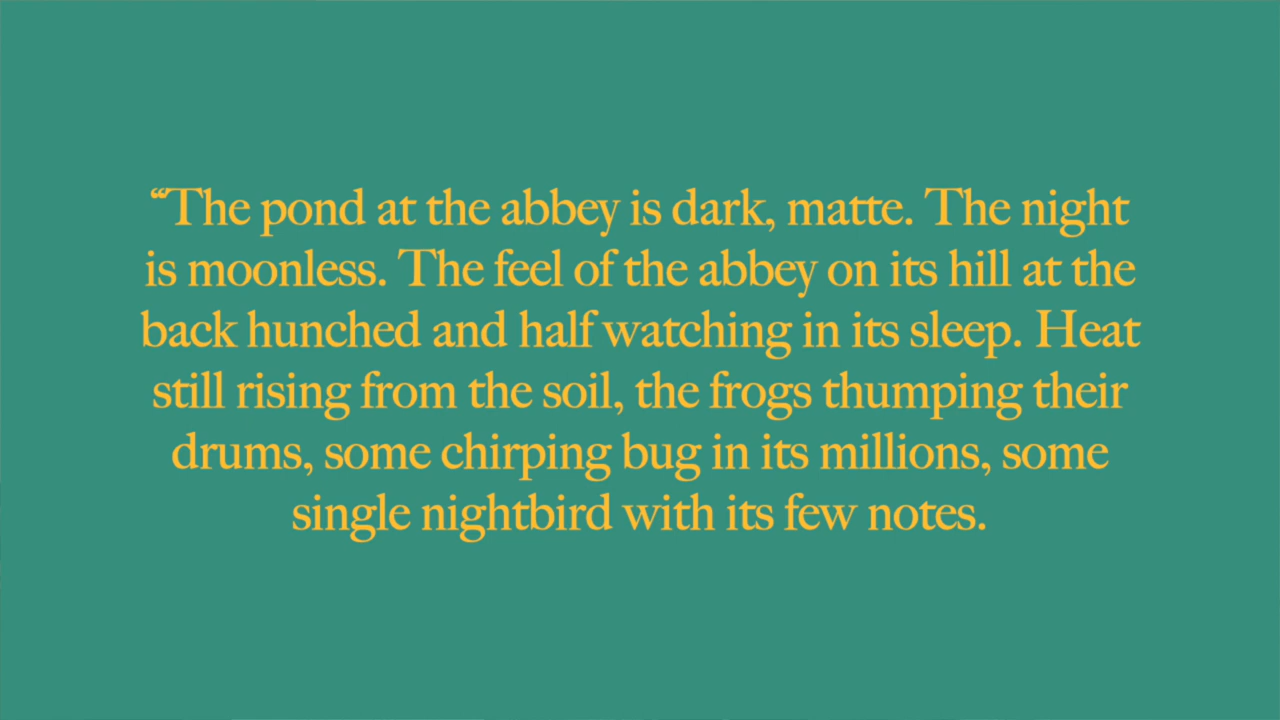 “The pond at the abbey is dark, matte. The night
is moonless. The feel of the abbey on its hill at the
back hunched and half watching in its sleep. Heat
still rising from the soil, the frogs thumping their
drums, some chirping bug in its millions, some
single nightbird with its few notes.